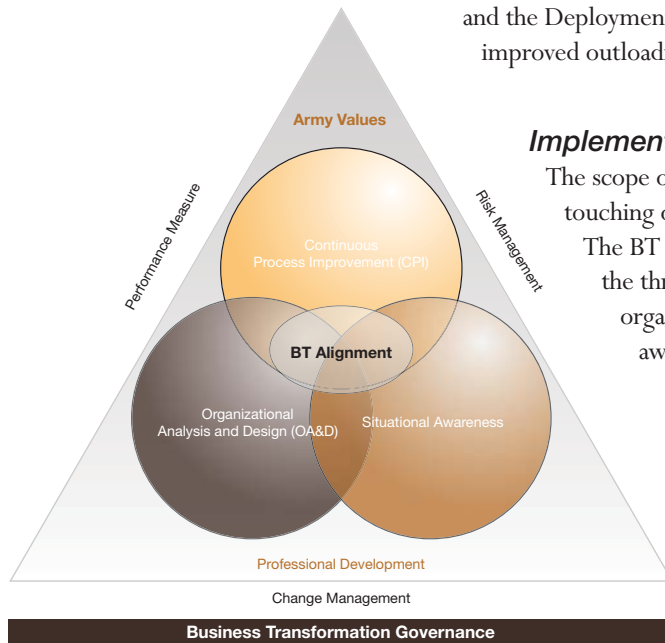 and the Deployment
improved outloadi
Army Values
Implement
The scope o
touching o
The BT
the thr
orga
aw
Performance Measure
Risk Management
Continuous
Process Improvement (CPI)
BT Alignment
Organizational
Analysis and Design (OA&D)
Situational Awareness
Professional Development
Change Management
Business Transformation Governance